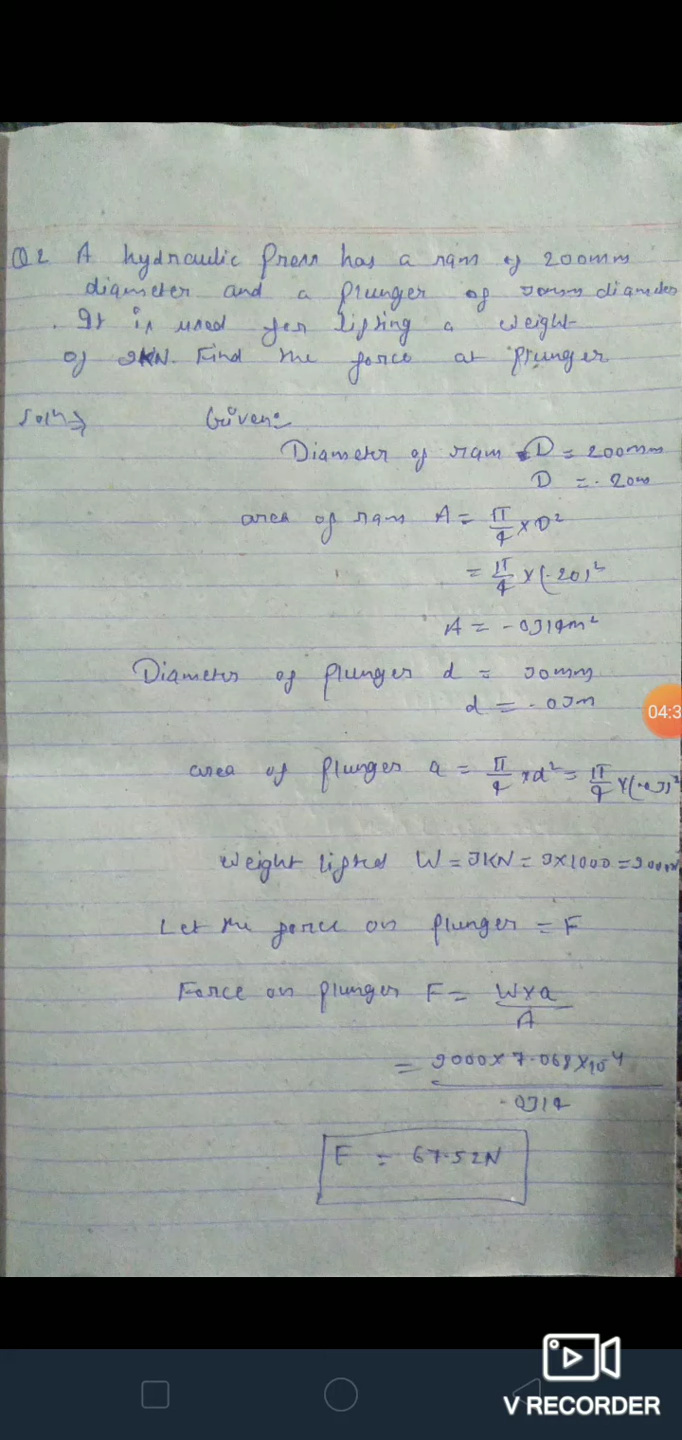 Q2 A hydraulic press has a ram of 200mm
diameter and a plunger of 30mm diameter
. It is used for lifting a weight
of 3KN. Find the force at plunger
Soln ⇒ Given:
Diameter of ram D = 200mm
D = .20m
area of ram A = π/4 × D²
= π/4 × (.20)²
A = .0314m²
Diameter of plunger d = 30mm
d = .03m
area of plunger a = π/4 × d² = π/4 × (.03)²
Weight lifted W = 3KN = 3×1000 = 3000N
Let the force on plunger = F
Force on plunger F = W×a/A
= 3000 × 7.068 × 10⁻⁴/.0314
F = 67.52N
04:3
V RECORDER